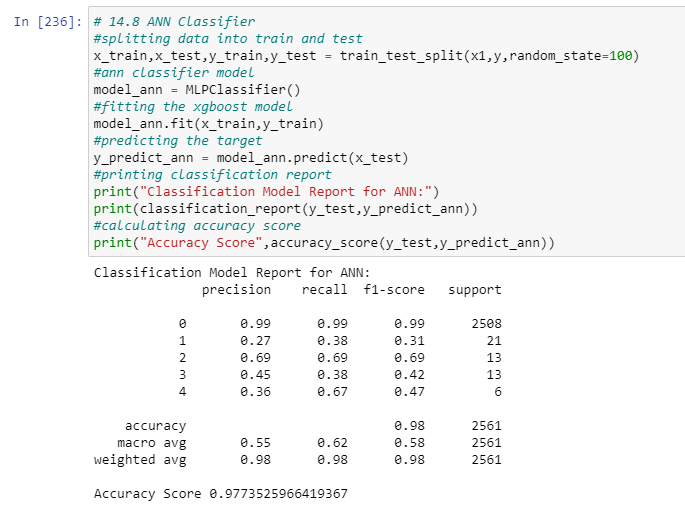 In [236]: # 14.8 ANN Classifier
#splitting data into train and test
x_train,x_test,y_train,y_test = train_test_split(x1,y,random_state=100)
#ann classifier model
model_ann = MLPClassifier()
#fitting the xgboost model
model_ann.fit(x_train,y_train)
#predicting the target
y_predict_ann = model_ann.predict(x_test)
#printing classification report
print("Classification Model Report for ANN:")
print(classification_report(y_test,y_predict_ann))
#calculating accuracy score
print("Accuracy Score",accuracy_score(y_test,y_predict_ann))
Classification Model Report for ANN:
precision recall f1-score support
0 0.99 0.99 0.99 2508
1 0.27 0.38 0.31 21
2 0.69 0.69 0.69 13
3 0.45 0.38 0.42 13
4 0.36 0.67 0.47 6
accuracy 0.98 2561
macro avg 0.55 0.62 0.58 2561
weighted avg 0.98 0.98 0.98 2561
Accuracy Score 0.9773525966419367